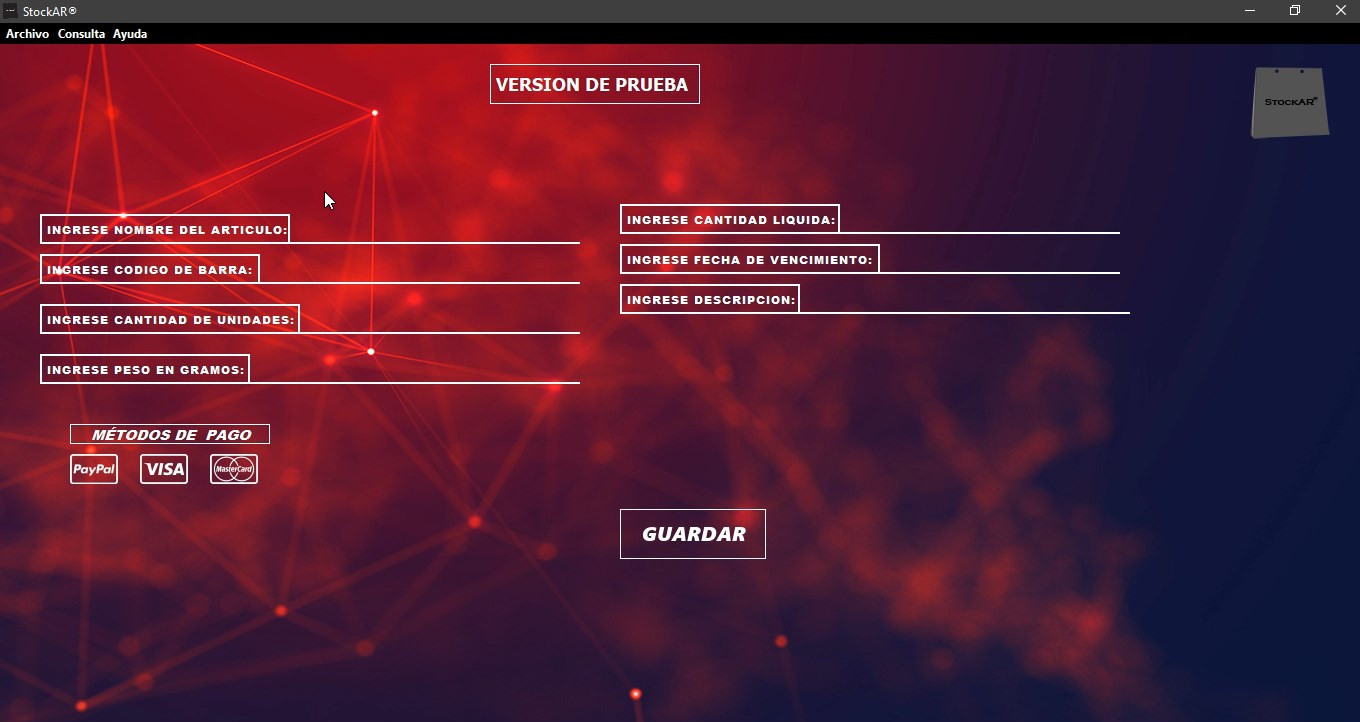 StockAR®
Archivo Consulta Ayuda
VERSION DE PRUEBA
STOCKAR®
INGRESE NOMBRE DEL ARTICULO:
INGRESE CODIGO DE BARRA:
INGRESE CANTIDAD DE UNIDADES:
INGRESE PESO EN GRAMOS:
INGRESE CANTIDAD LIQUIDA:
INGRESE FECHA DE VENCIMIENTO:
INGRESE DESCRIPCION:
MÉTODOS DE PAGO
PayPal VISA MasterCard
GUARDAR